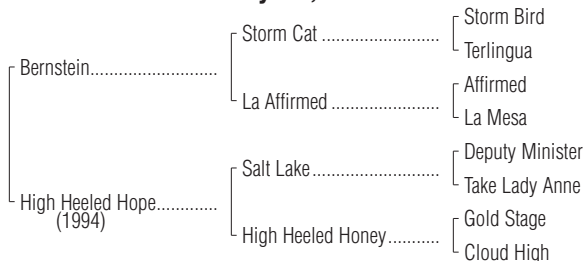 Storm Bird
Storm Cat ..........................
Terlingua
Bernstein............................
Affirmed
La Affirmed ........................
La Mesa
Deputy Minister
Salt Lake............................
Take Lady Anne
High Heeled Hope.............
(1994)
Gold Stage
High Heeled Honey...........
Cloud High